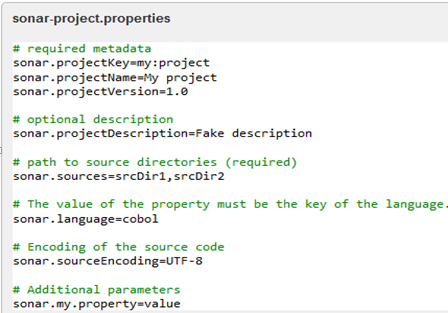 sonar-project.properties
# required metadata
sonar.projectKey=my:project
sonar.projectName=My project
sonar.projectVersion=1.0
# optional description
sonar.projectDescription=Fake description
# path to source directories (required)
sonar.sources=srcDir1,srcDir2
# The value of the property must be the key of the language.
sonar.language=cobol
# Encoding of the source code
sonar.sourceEncoding=UTF-8
# Additional parameters
sonar.my.property=value